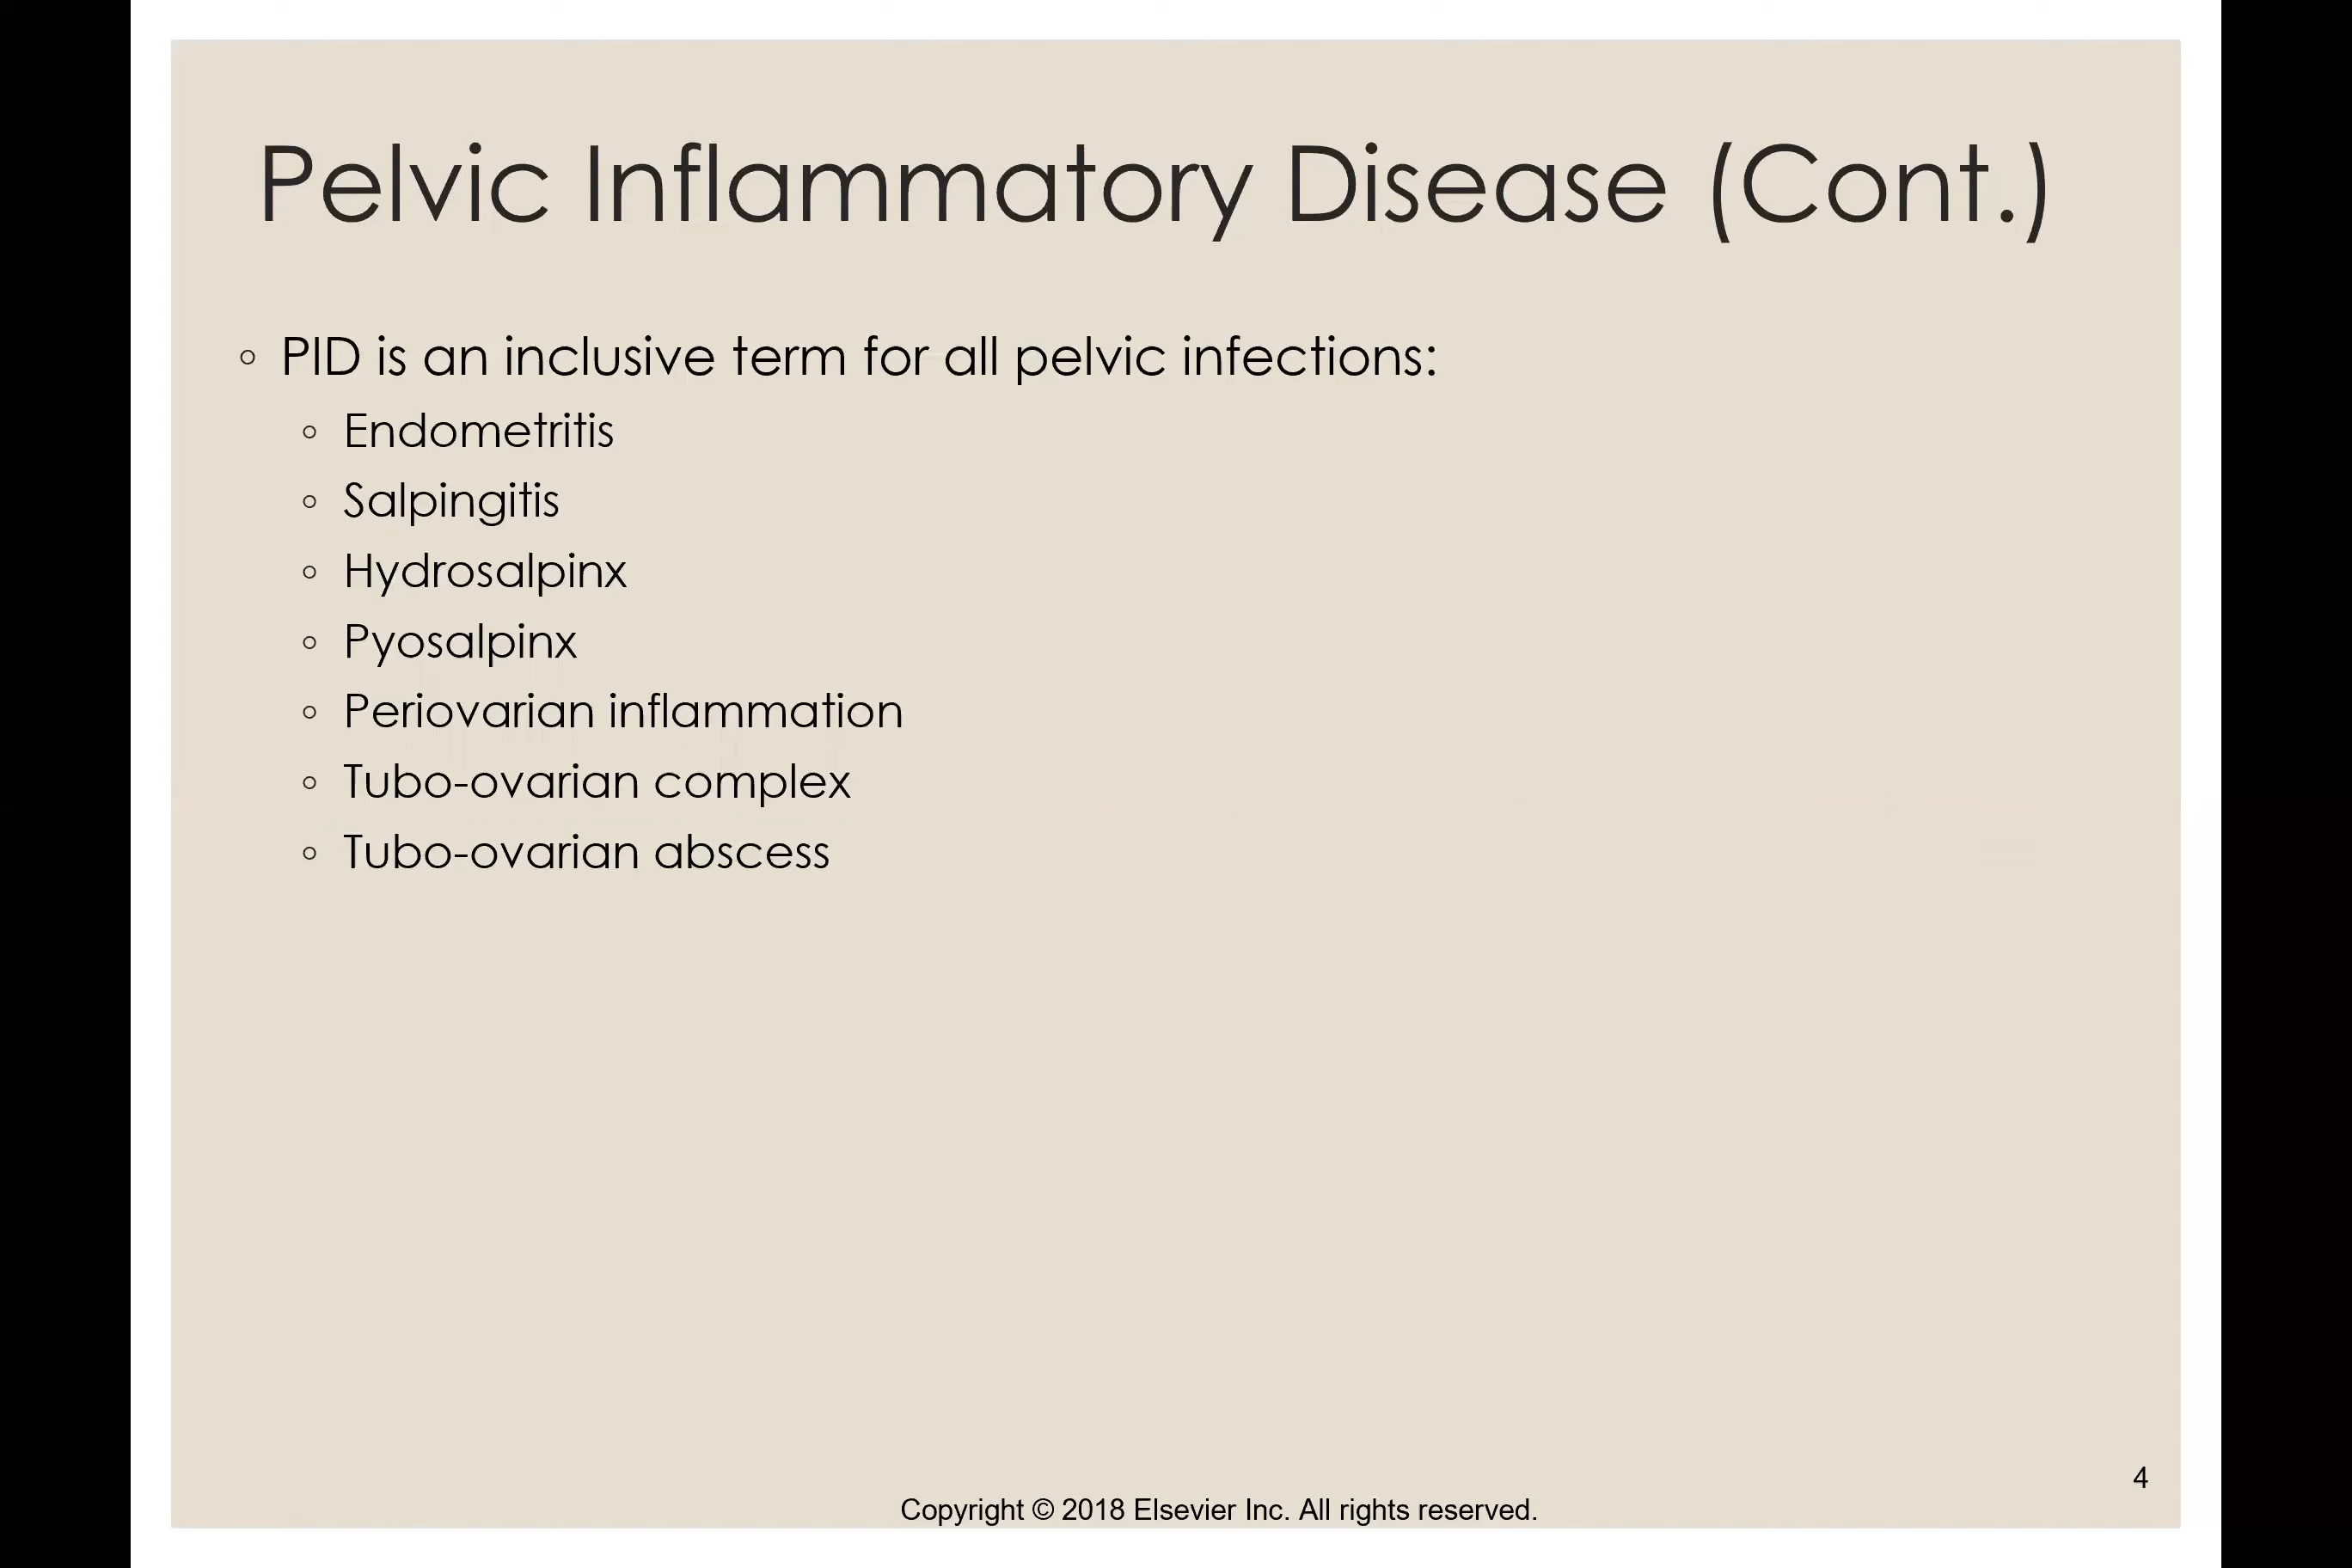 Pelvic Inflammatory Disease (Cont.)
◦ PID is an inclusive term for all pelvic infections:
◦ Endometritis
◦ Salpingitis
◦ Hydrosalpinx
◦ Pyosalpinx
◦ Periovarian inflammation
◦ Tubo-ovarian complex
◦ Tubo-ovarian abscess
4
Copyright © 2018 Elsevier Inc. All rights reserved.